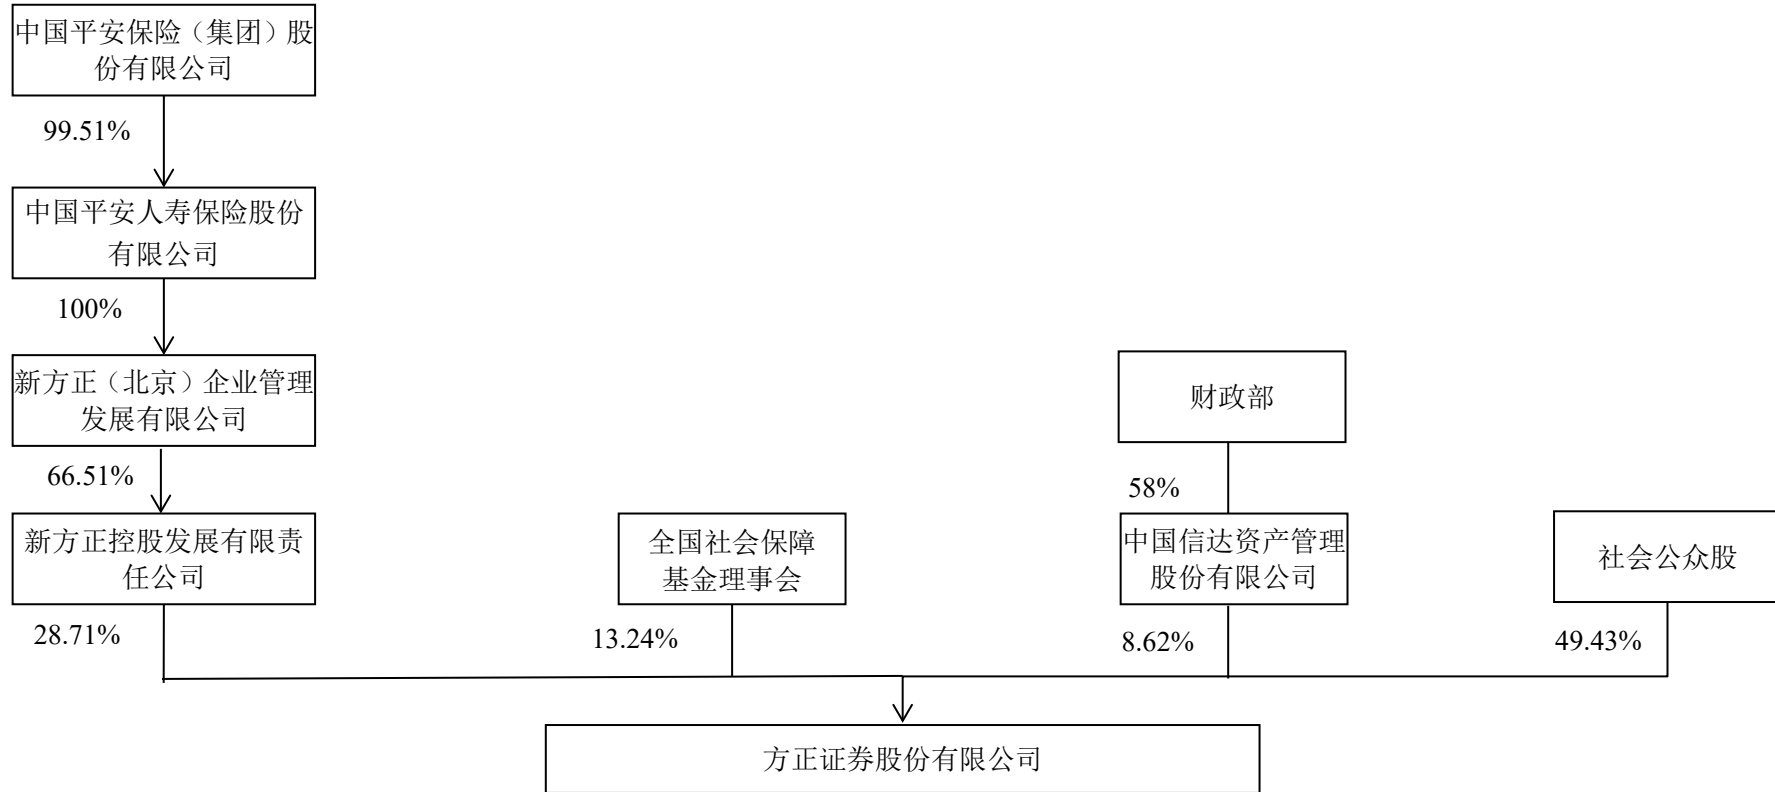 中国平安保险（集团）股
份有限公司
99.51%
中国平安人寿保险股份
有限公司
100%
新方正（北京）企业管理
发展有限公司
财政部
66.51%
58%
新方正控股发展有限责
任公司
全国社会保障
基金理事会
中国信达资产管理
股份有限公司
社会公众股
28.71%
13.24%
8.62%
49.43%
方正证券股份有限公司